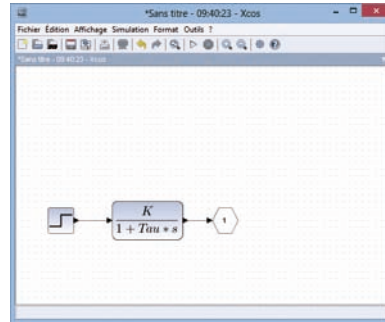 *Sans titre - 09:40:23 - Xcos
Fichier Édition Affichage Simulation Format Outils ?
*Sans titre - 09:40:23 - Xcos
K
1 + Tau * s
1